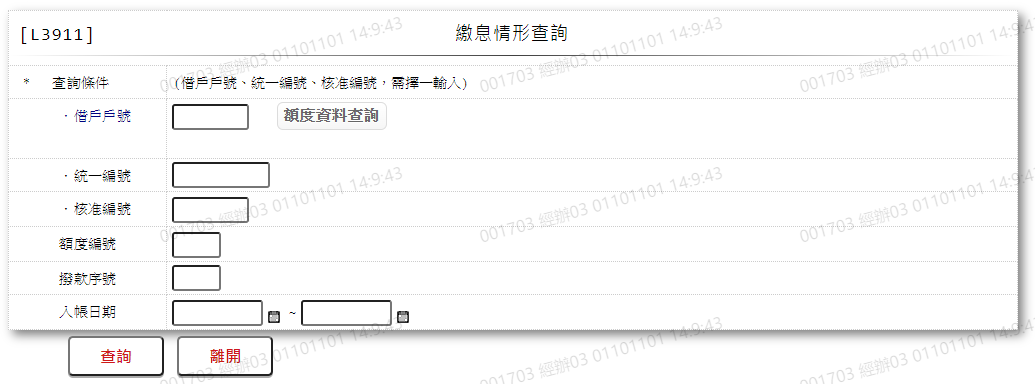 [L3911] 繳息情形查詢
* 查詢條件 (借戶戶號、統一編號、核准編號，需擇一輸入)
．借戶戶號 額度資料查詢
．統一編號
．核准編號
額度編號
撥款序號
入帳日期 ~
查詢 離開
001703 經辦03 01101101 14:9:43